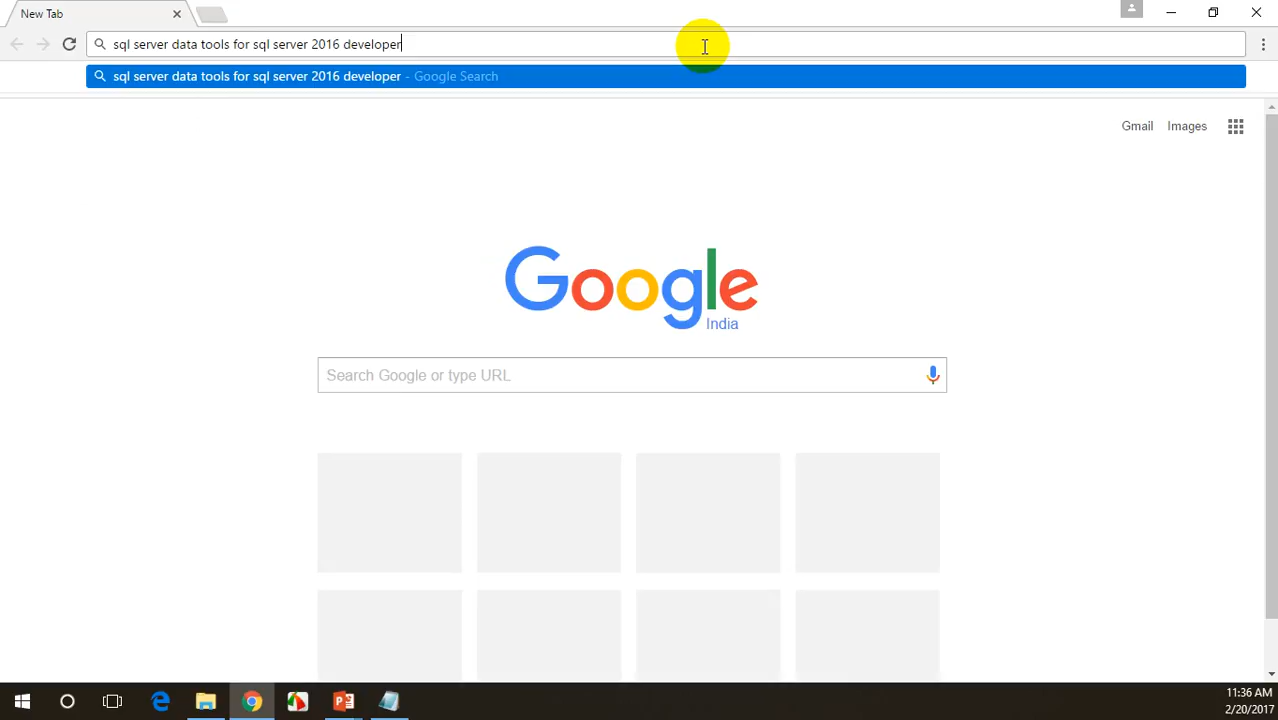 New Tab
sql server data tools for sql server 2016 developer
sql server data tools for sql server 2016 developer - Google Search
Gmail Images
Google
India
Search Google or type URL
11:36 AM
2/20/2017